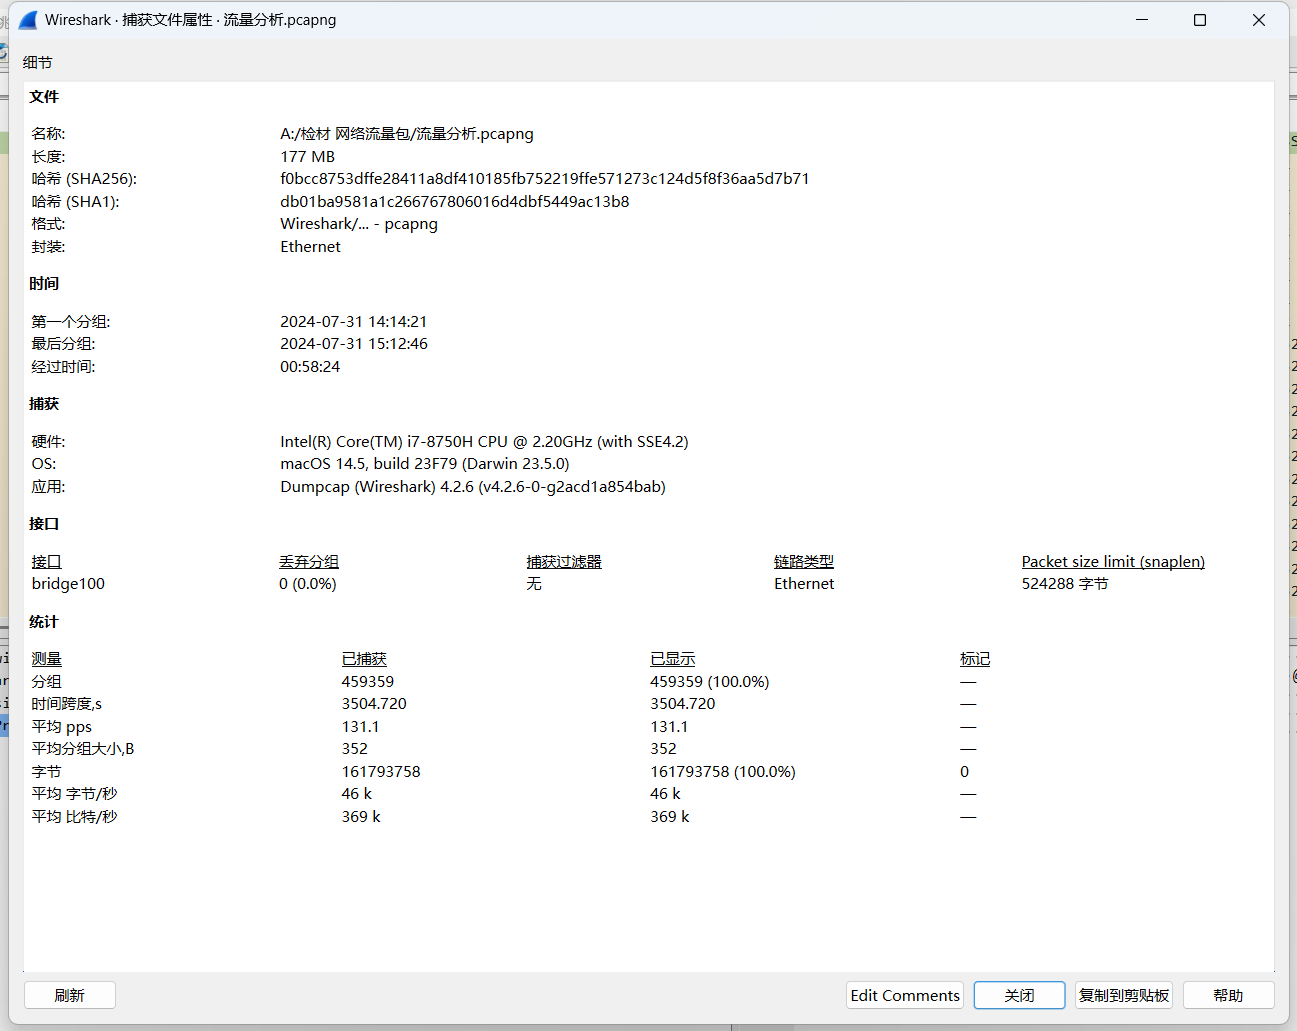 Wireshark · 捕获文件属性 · 流量分析.pcapng
细节
文件
名称: A:/检材 网络流量包/流量分析.pcapng
长度: 177 MB
哈希 (SHA256): f0bcc8753dffe28411a8df410185fb752219ffe571273c124d5f8f36aa5d7b71
哈希 (SHA1): db01ba9581a1c266767806016d4dbf5449ac13b8
格式: Wireshark/... - pcapng
封装: Ethernet
时间
第一个分组: 2024-07-31 14:14:21
最后分组: 2024-07-31 15:12:46
经过时间: 00:58:24
捕获
硬件: Intel(R) Core(TM) i7-8750H CPU @ 2.20GHz (with SSE4.2)
OS: macOS 14.5, build 23F79 (Darwin 23.5.0)
应用: Dumpcap (Wireshark) 4.2.6 (v4.2.6-0-g2acd1a854bab)
接口
接口 丢弃分组 捕获过滤器 链路类型 Packet size limit (snaplen)
bridge100 0 (0.0%) 无 Ethernet 524288 字节
统计
测量 已捕获 已显示 标记
分组 459359 459359 (100.0%) —
时间跨度,s 3504.720 3504.720 —
平均 pps 131.1 131.1 —
平均分组大小,B 352 352 —
字节 161793758 161793758 (100.0%) 0
平均 字节/秒 46 k 46 k —
平均 比特/秒 369 k 369 k —
刷新 Edit Comments 关闭 复制到剪贴板 帮助